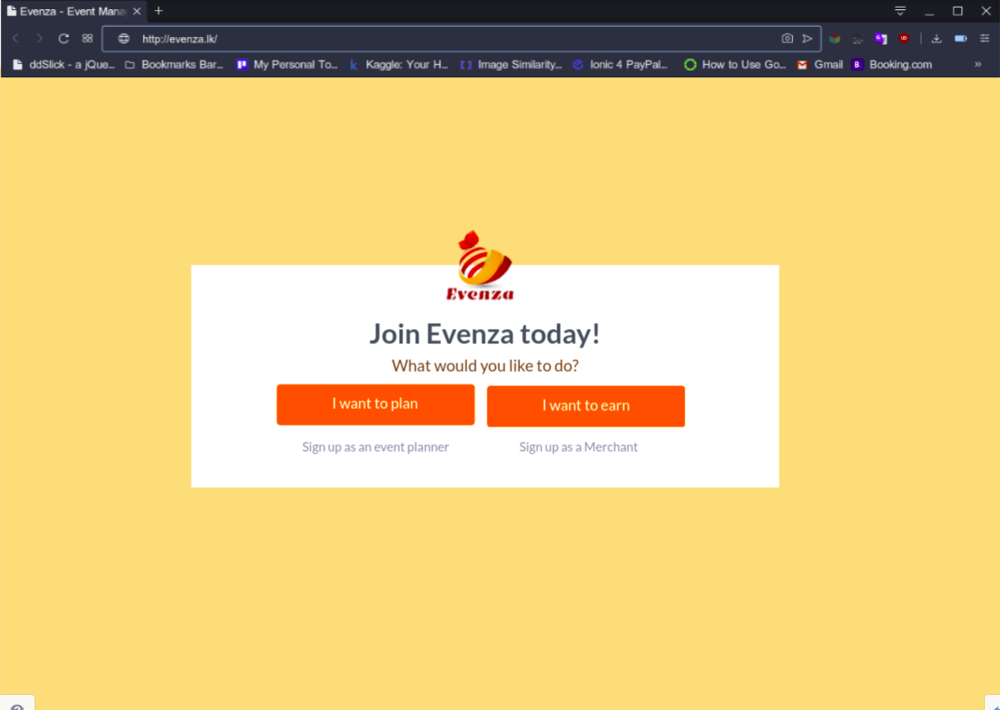 Evenza - Event Mana
http://evenza.lk/
ddSlick - a jQue... Bookmarks Bar... My Personal To... Kaggle: Your H... Image Similarity... Ionic 4 PayPal... How to Use Go... Gmail B. Booking.com »
Evenza
Join Evenza today!
What would you like to do?
I want to plan I want to earn
Sign up as an event planner Sign up as a Merchant